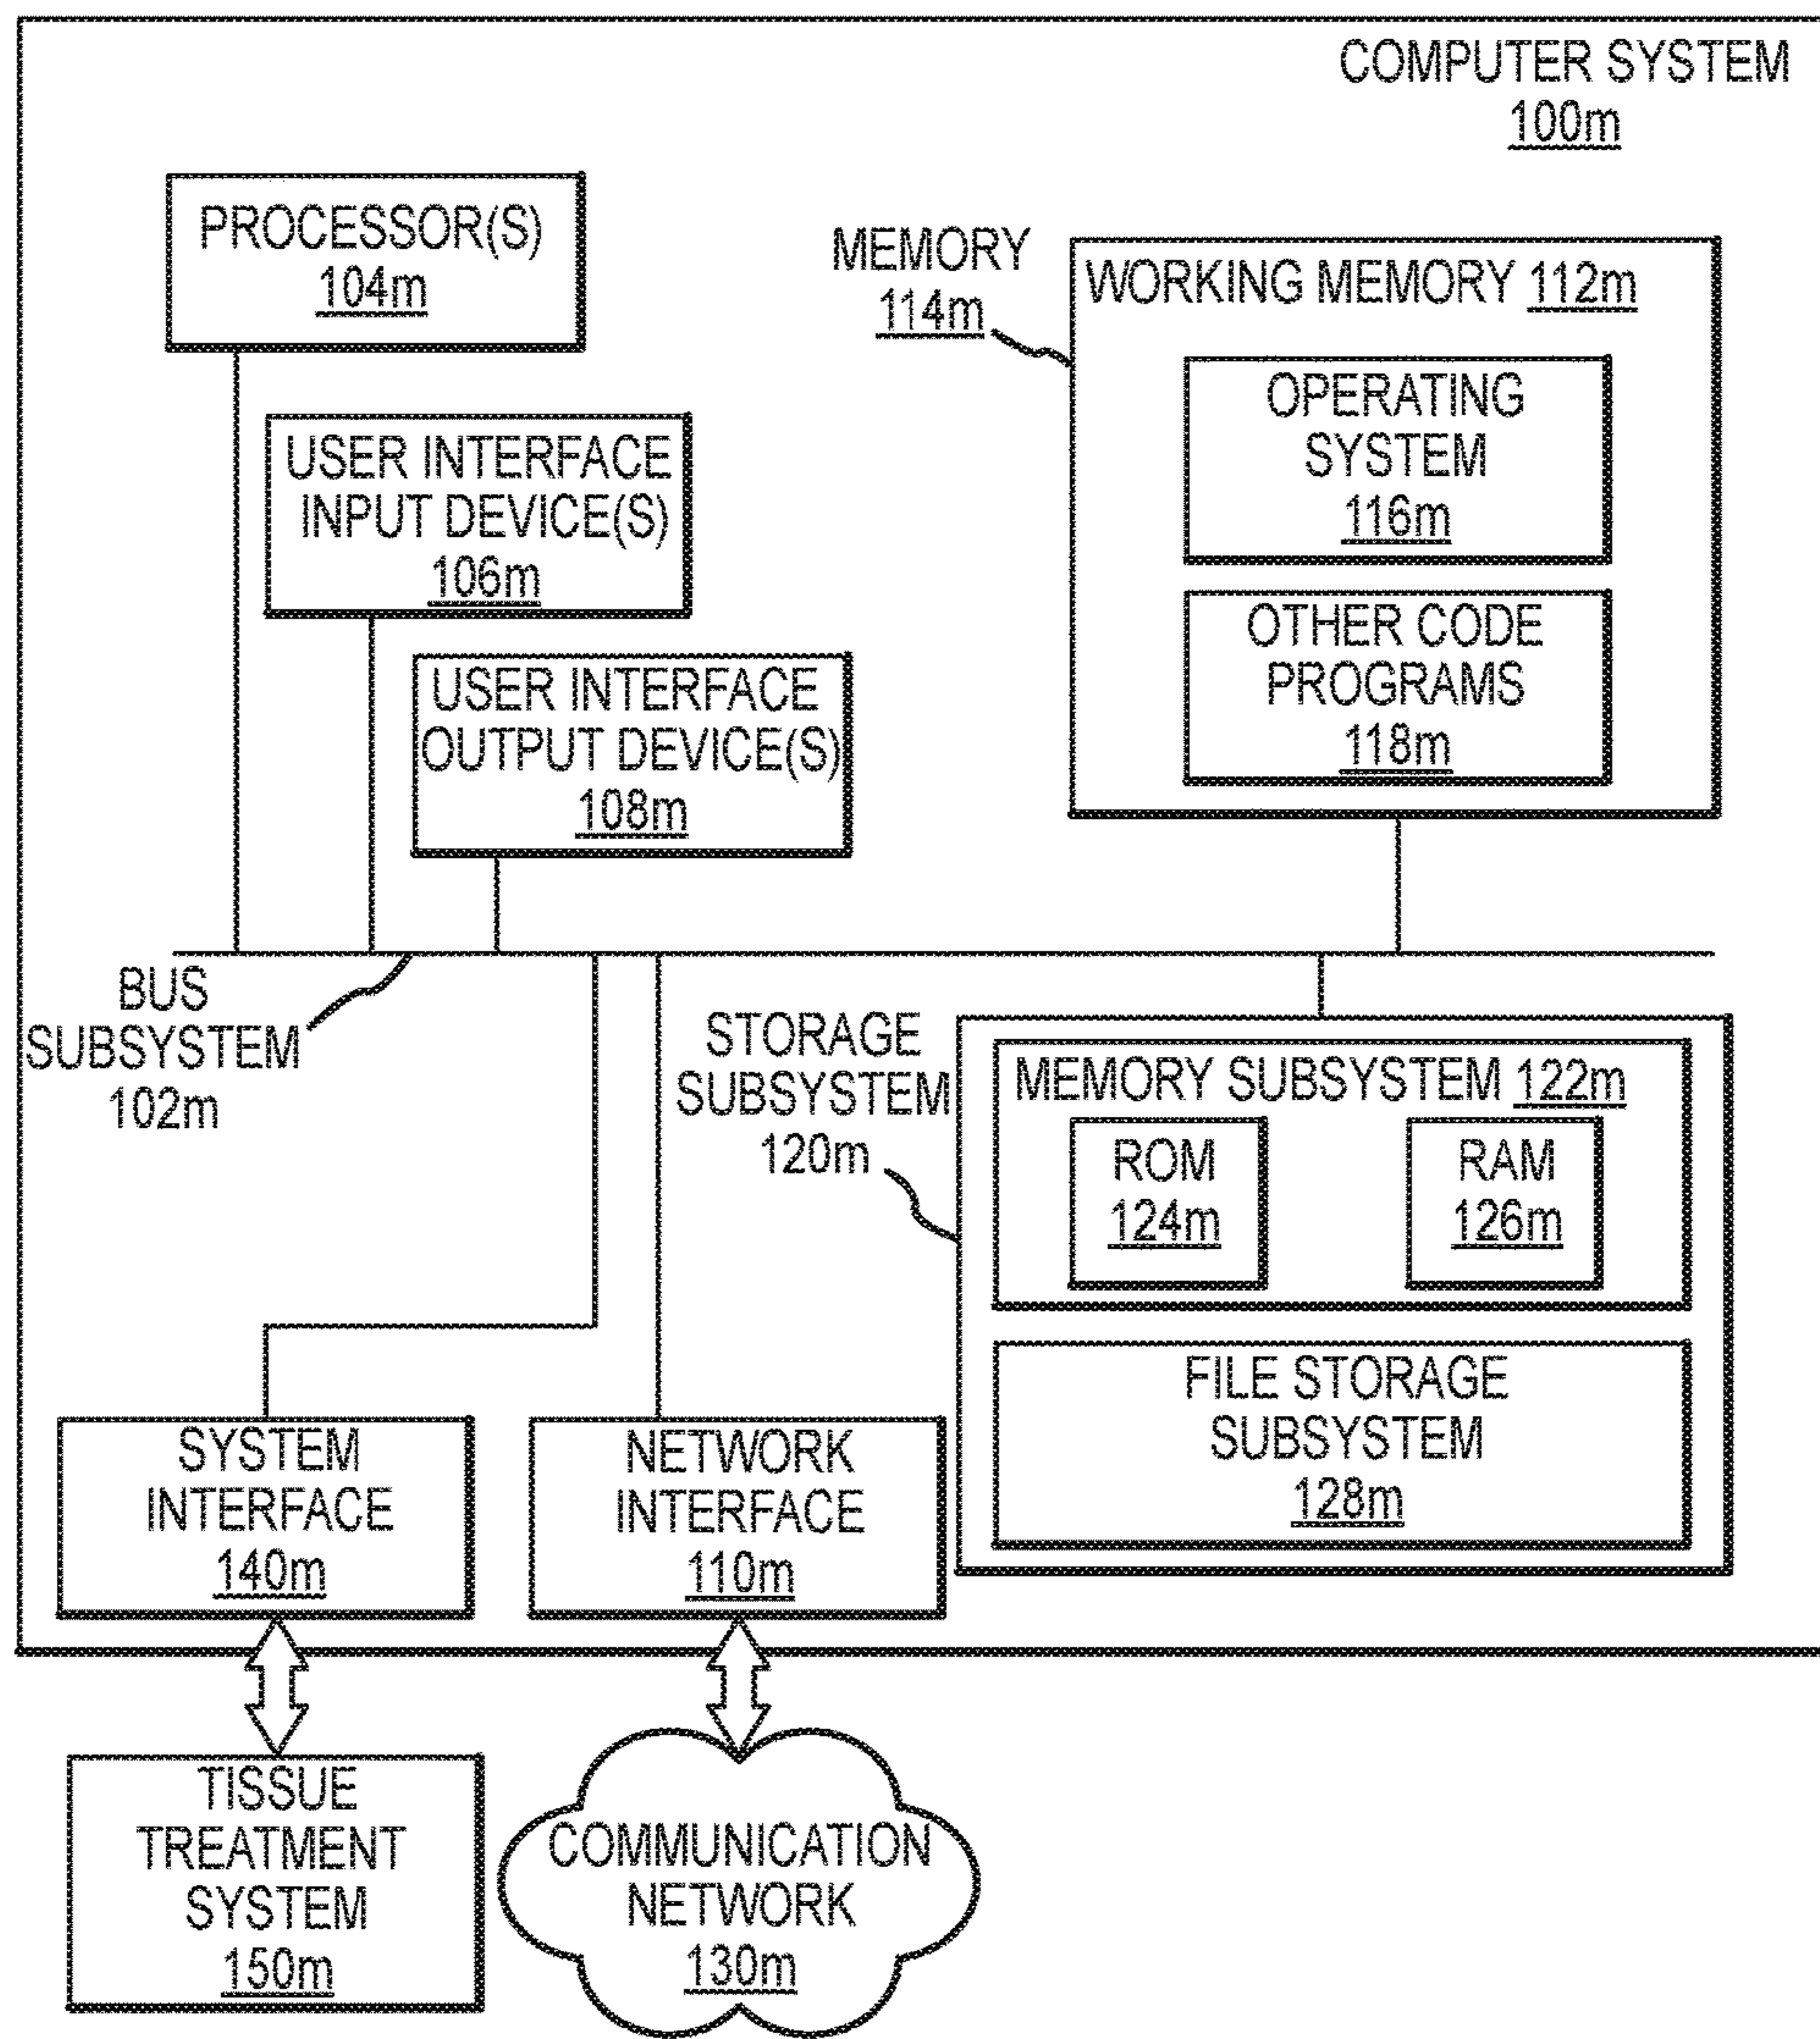 COMPUTER SYSTEM
100m
PROCESSOR(S)
104m
MEMORY
114m
WORKING MEMORY 112m
OPERATING
SYSTEM
116m
USER INTERFACE
INPUT DEVICE(S)
106m
OTHER CODE
PROGRAMS
118m
USER INTERFACE
OUTPUT DEVICE(S)
108m
BUS
SUBSYSTEM
102m
STORAGE
SUBSYSTEM
120m
MEMORY SUBSYSTEM 122m
ROM
124m
RAM
126m
FILE STORAGE
SUBSYSTEM
128m
SYSTEM
INTERFACE
140m
NETWORK
INTERFACE
110m
TISSUE
TREATMENT
SYSTEM
150m
COMMUNICATION
NETWORK
130m